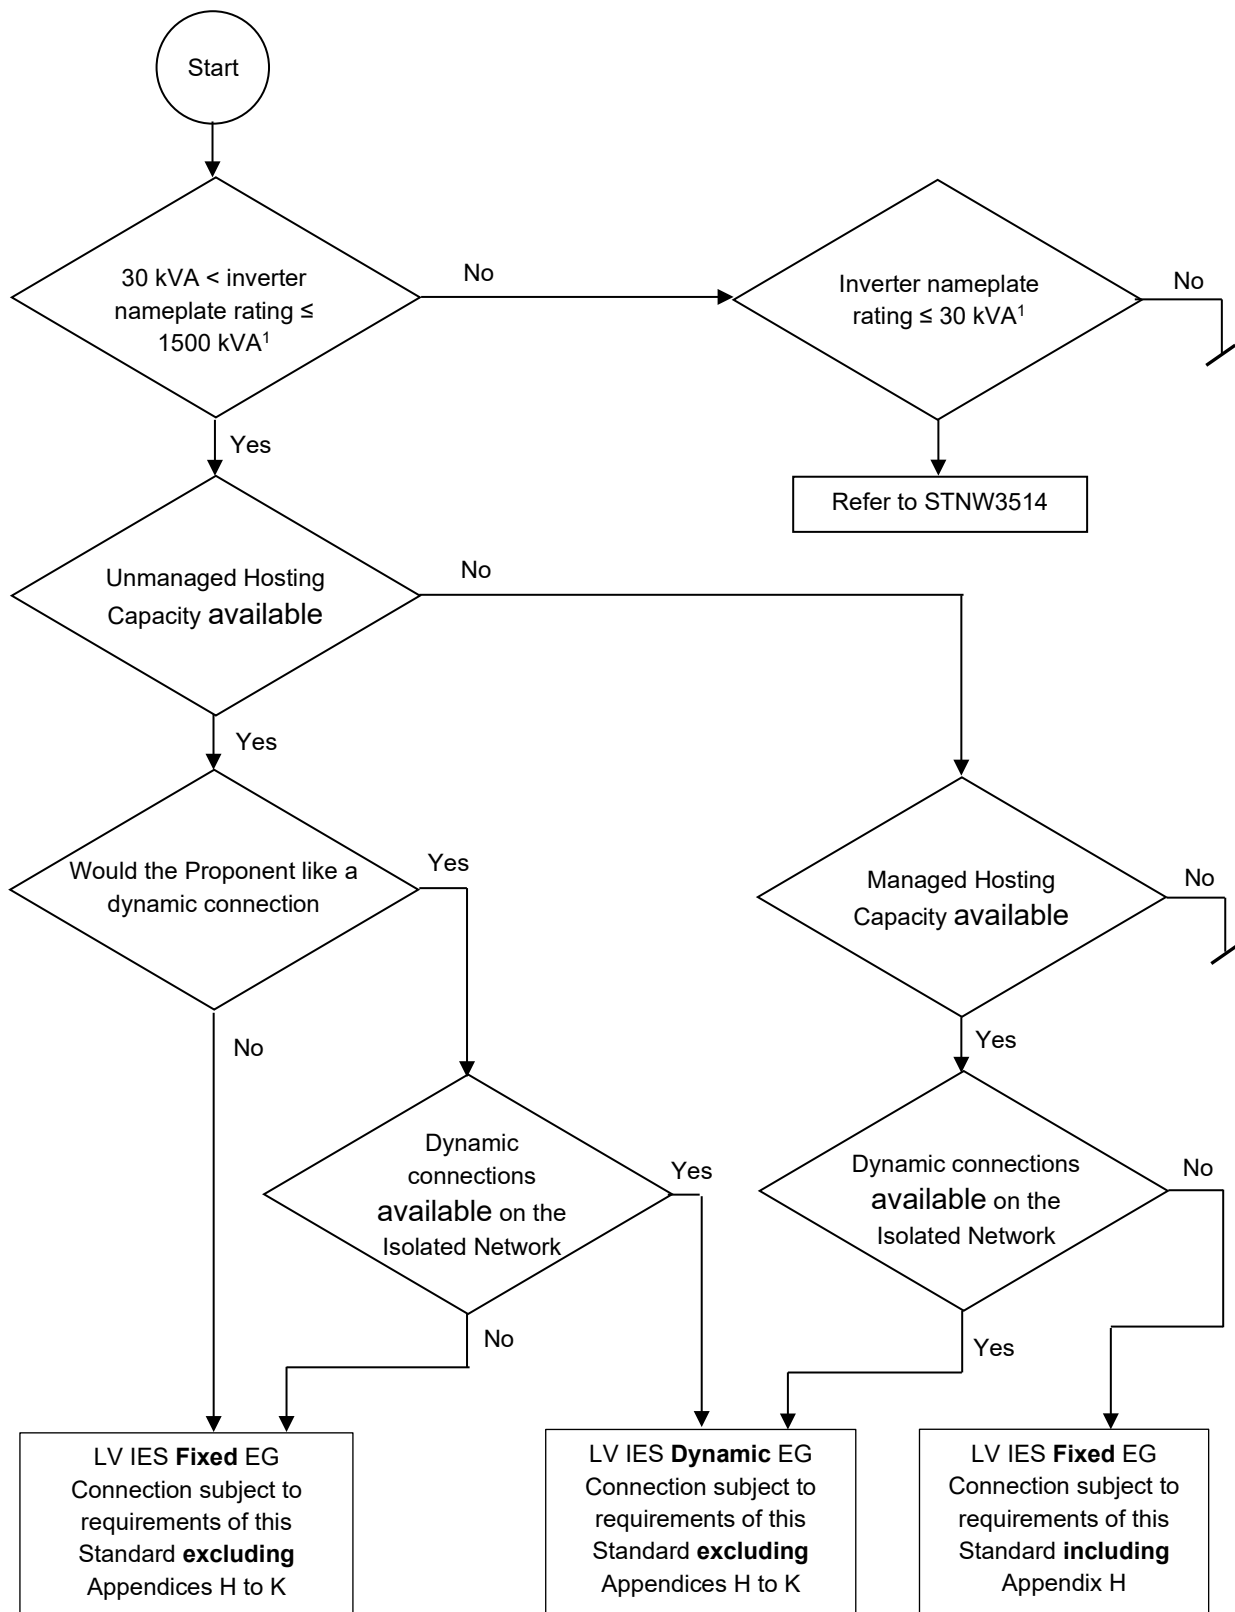 Start
30 kVA < inverter
nameplate rating ≤
1500 kVA¹
No
Inverter nameplate
rating ≤ 30 kVA¹
No
Yes
Refer to STNW3514
Unmanaged Hosting
Capacity available
No
Yes
Would the Proponent like a
dynamic connection
Yes
Managed Hosting
Capacity available
No
No
Yes
Dynamic
connections
available on the
Isolated Network
Yes
Dynamic connections
available on the
Isolated Network
No
No
Yes
LV IES Fixed EG
Connection subject to
requirements of this
Standard excluding
Appendices H to K
LV IES Dynamic EG
Connection subject to
requirements of this
Standard excluding
Appendices H to K
LV IES Fixed EG
Connection subject to
requirements of this
Standard including
Appendix H